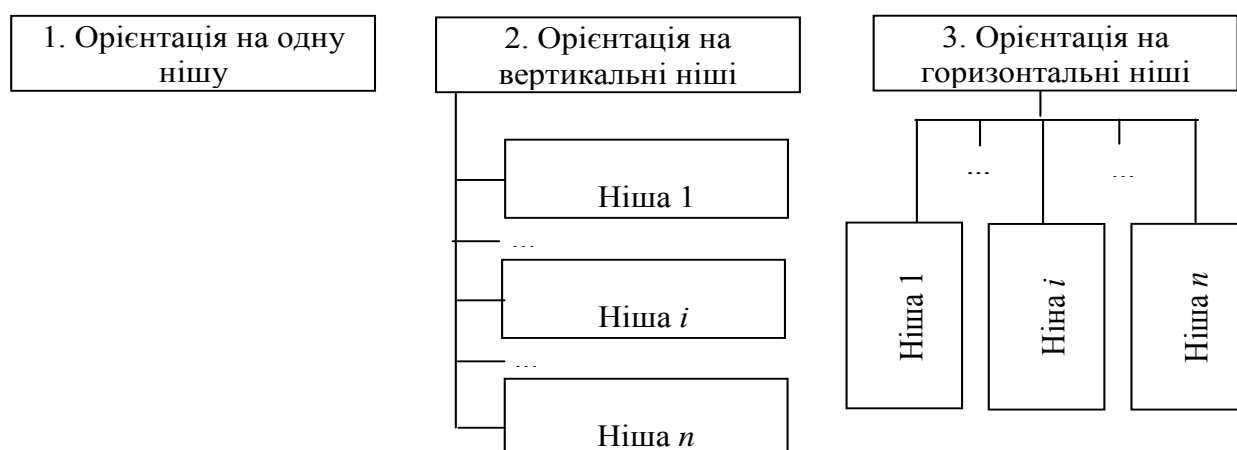 1. Орієнтація на одну
нішу
2. Орієнтація на
вертикальні ніші
Ніша 1
...
Ніша i
...
Ніша n
3. Орієнтація на
горизонтальні ніші
...
...
Ніша 1
Ніна i
Ніша n